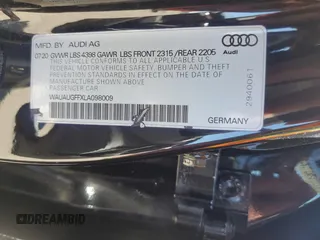 MFD. BY AUDI AG
07/20 GVWR LBS 4398 GAWR LBS FRONT 2315 /REAR 2205
THIS VEHICLE CONFORMS TO ALL APPLICABLE U.S. FEDERAL
MOTOR VEHICLE SAFETY, BUMPER AND THEFT
PREVENTION STANDARDS IN EFFECT ON THE DATE OF
MANUFACTURE SHOWN ABOVE.
PASSENGER CAR
WAUAUGFFXLA098009
Audi
GERMANY
2N40061
DREAMBID